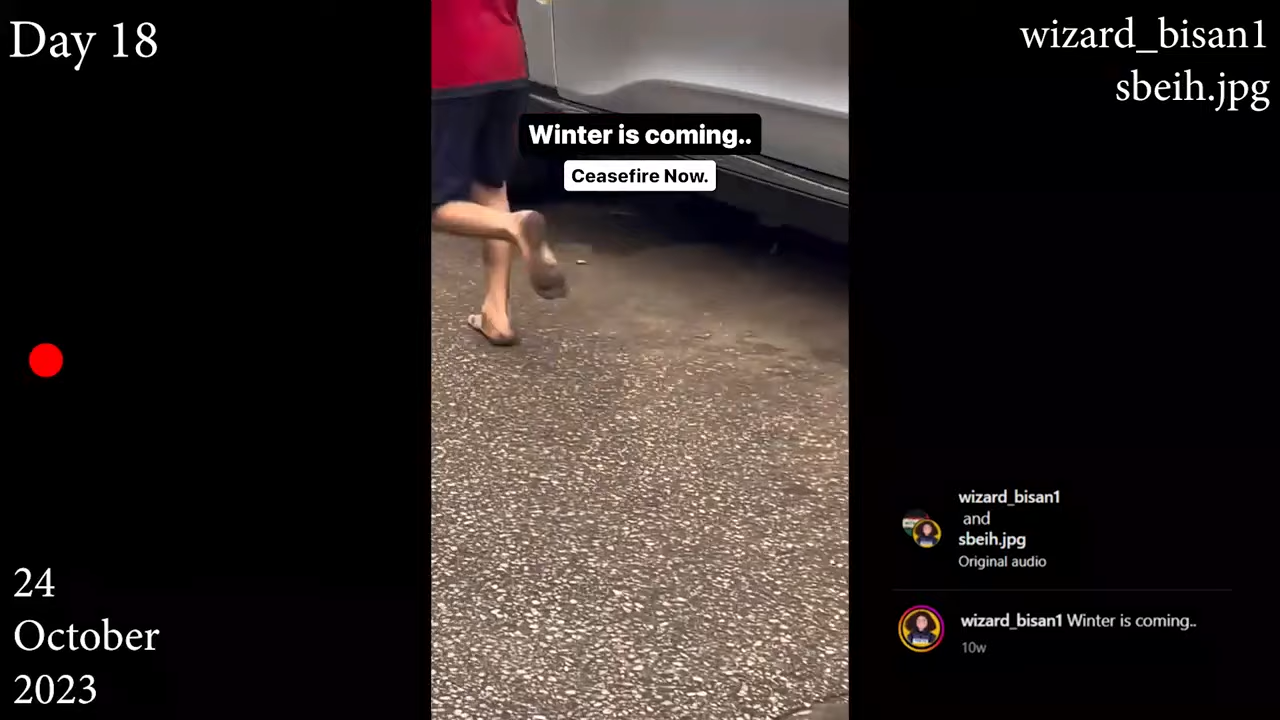 Day 18
wizard_bisan1
sbeih.jpg
Winter is coming..
Ceasefire Now.
wizard_bisan1
and
sbeih.jpg
Original audio
wizard_bisan1 Winter is coming..
10w
24
October
2023